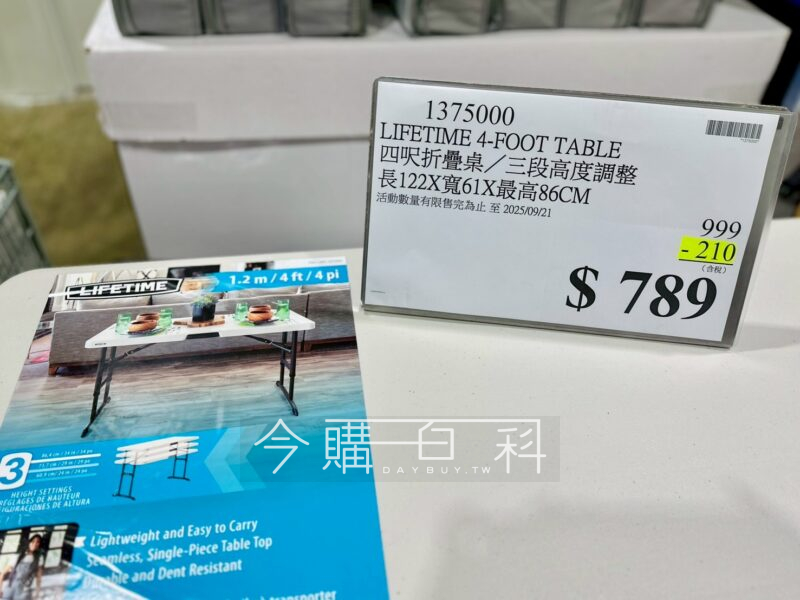 1375000
LIFETIME 4-FOOT TABLE
四呎折疊桌／三段高度調整
長122X寬61X最高86CM
活動數量有限售完為止 至 2025/09/21
999
- 210
(含稅)
$ 789
LIFETIME
1.2 m / 4 ft / 4 pi
3
HEIGHT SETTINGS
RÉGLAGES DE HAUTEUR
Lightweight and Easy to Carry
Seamless, Single-Piece Table Top
Durable and Dent Resistant
今購百科
DAYBUY.TW